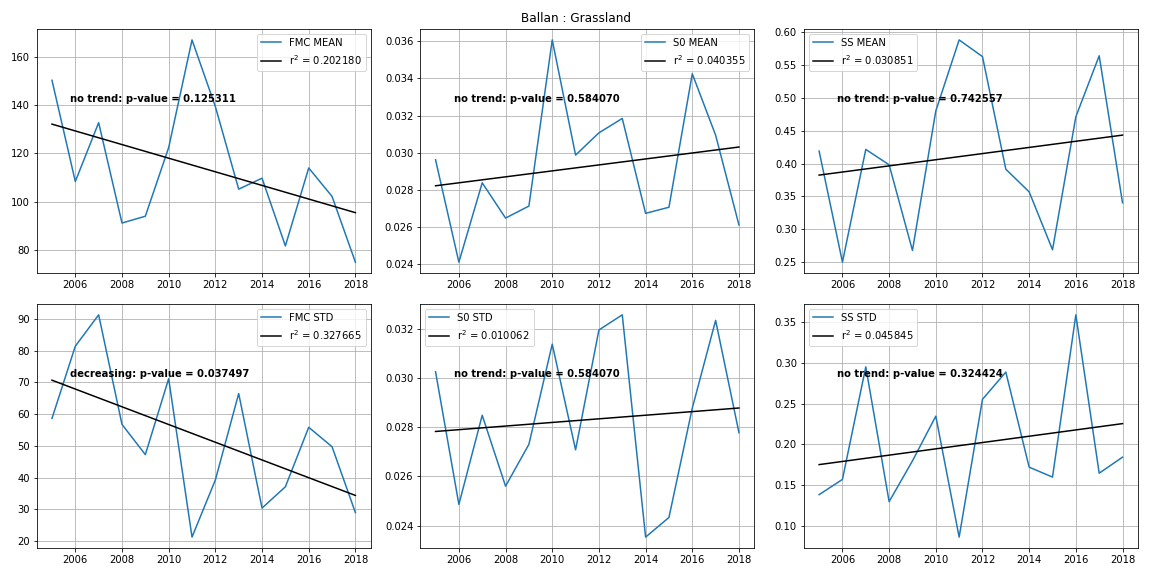 Ballan : Grassland
FMC MEAN
r² = 0.202180
no trend: p-value = 0.125311
160
140
120
100
80
2006 2008 2010 2012 2014 2016 2018
S0 MEAN
r² = 0.040355
no trend: p-value = 0.584070
0.036
0.034
0.032
0.030
0.028
0.026
0.024
2006 2008 2010 2012 2014 2016 2018
SS MEAN
r² = 0.030851
no trend: p-value = 0.742557
0.60
0.55
0.50
0.45
0.40
0.35
0.30
0.25
2006 2008 2010 2012 2014 2016 2018
FMC STD
r² = 0.327665
decreasing: p-value = 0.037497
90
80
70
60
50
40
30
20
2006 2008 2010 2012 2014 2016 2018
S0 STD
r² = 0.010062
no trend: p-value = 0.584070
0.032
0.030
0.028
0.026
0.024
2006 2008 2010 2012 2014 2016 2018
SS STD
r² = 0.045845
no trend: p-value = 0.324424
0.35
0.30
0.25
0.20
0.15
0.10
2006 2008 2010 2012 2014 2016 2018